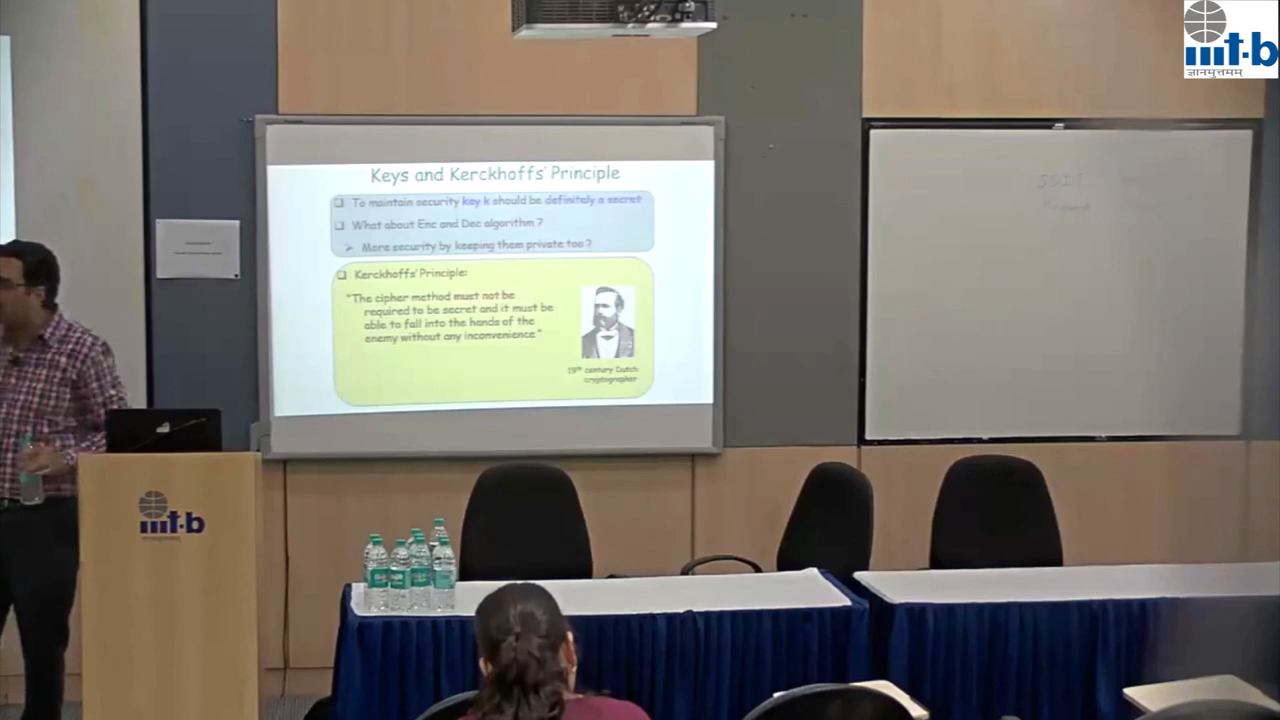 iiit-b
ज्ञानमुत्तमम्
Keys and Kerckhoffs' Principle
To maintain security key k should be definitely a secret
What about Enc and Dec algorithm ?
More security by keeping them private too ?
Kerckhoffs' Principle:
"The cipher method must not be
required to be secret and it must be
able to fall into the hands of the
enemy without any inconvenience."
19th century Dutch
cryptographer
iiit-b